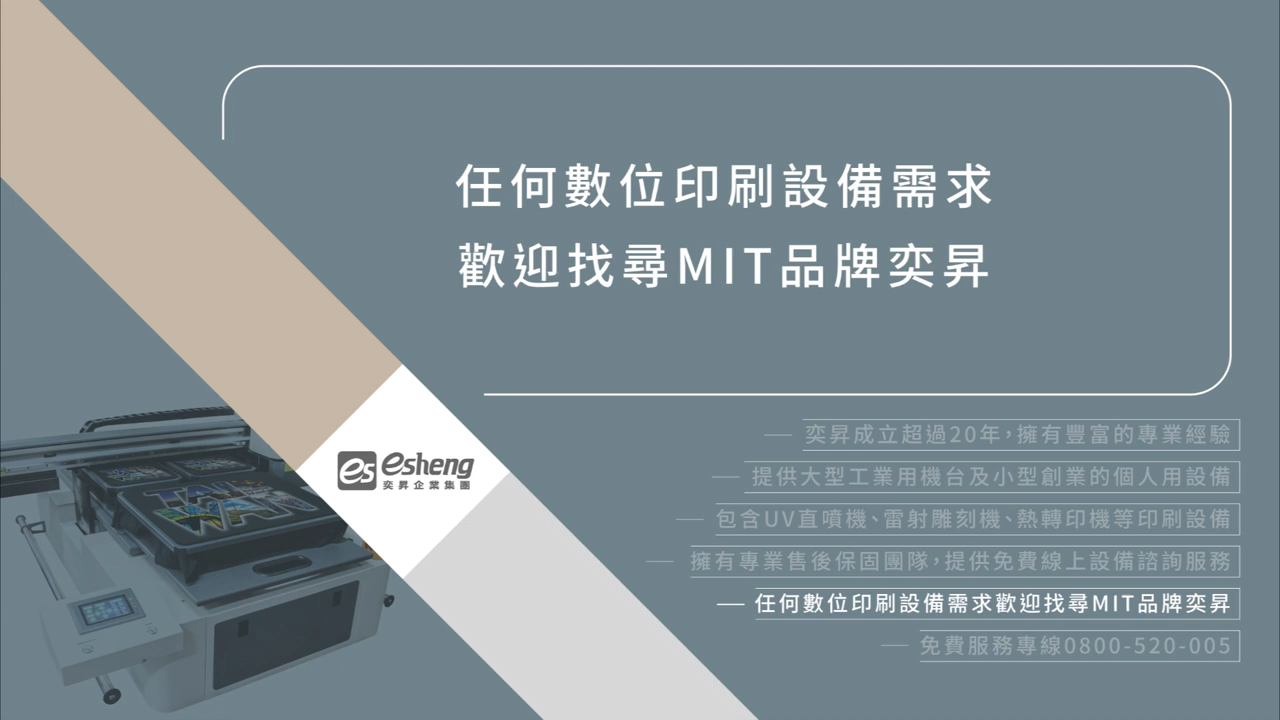 任何數位印刷設備需求
歡迎找尋MIT品牌奕昇
es esheng
奕昇企業集團
TAIWAN
奕昇成立超過20年,擁有豐富的專業經驗
提供大型工業用機台及小型創業的個人用設備
包含UV直噴機、雷射雕刻機、熱轉印機等印刷設備
擁有專業售後保固團隊,提供免費線上設備諮詢服務
任何數位印刷設備需求歡迎找尋MIT品牌奕昇
免費服務專線0800-520-005